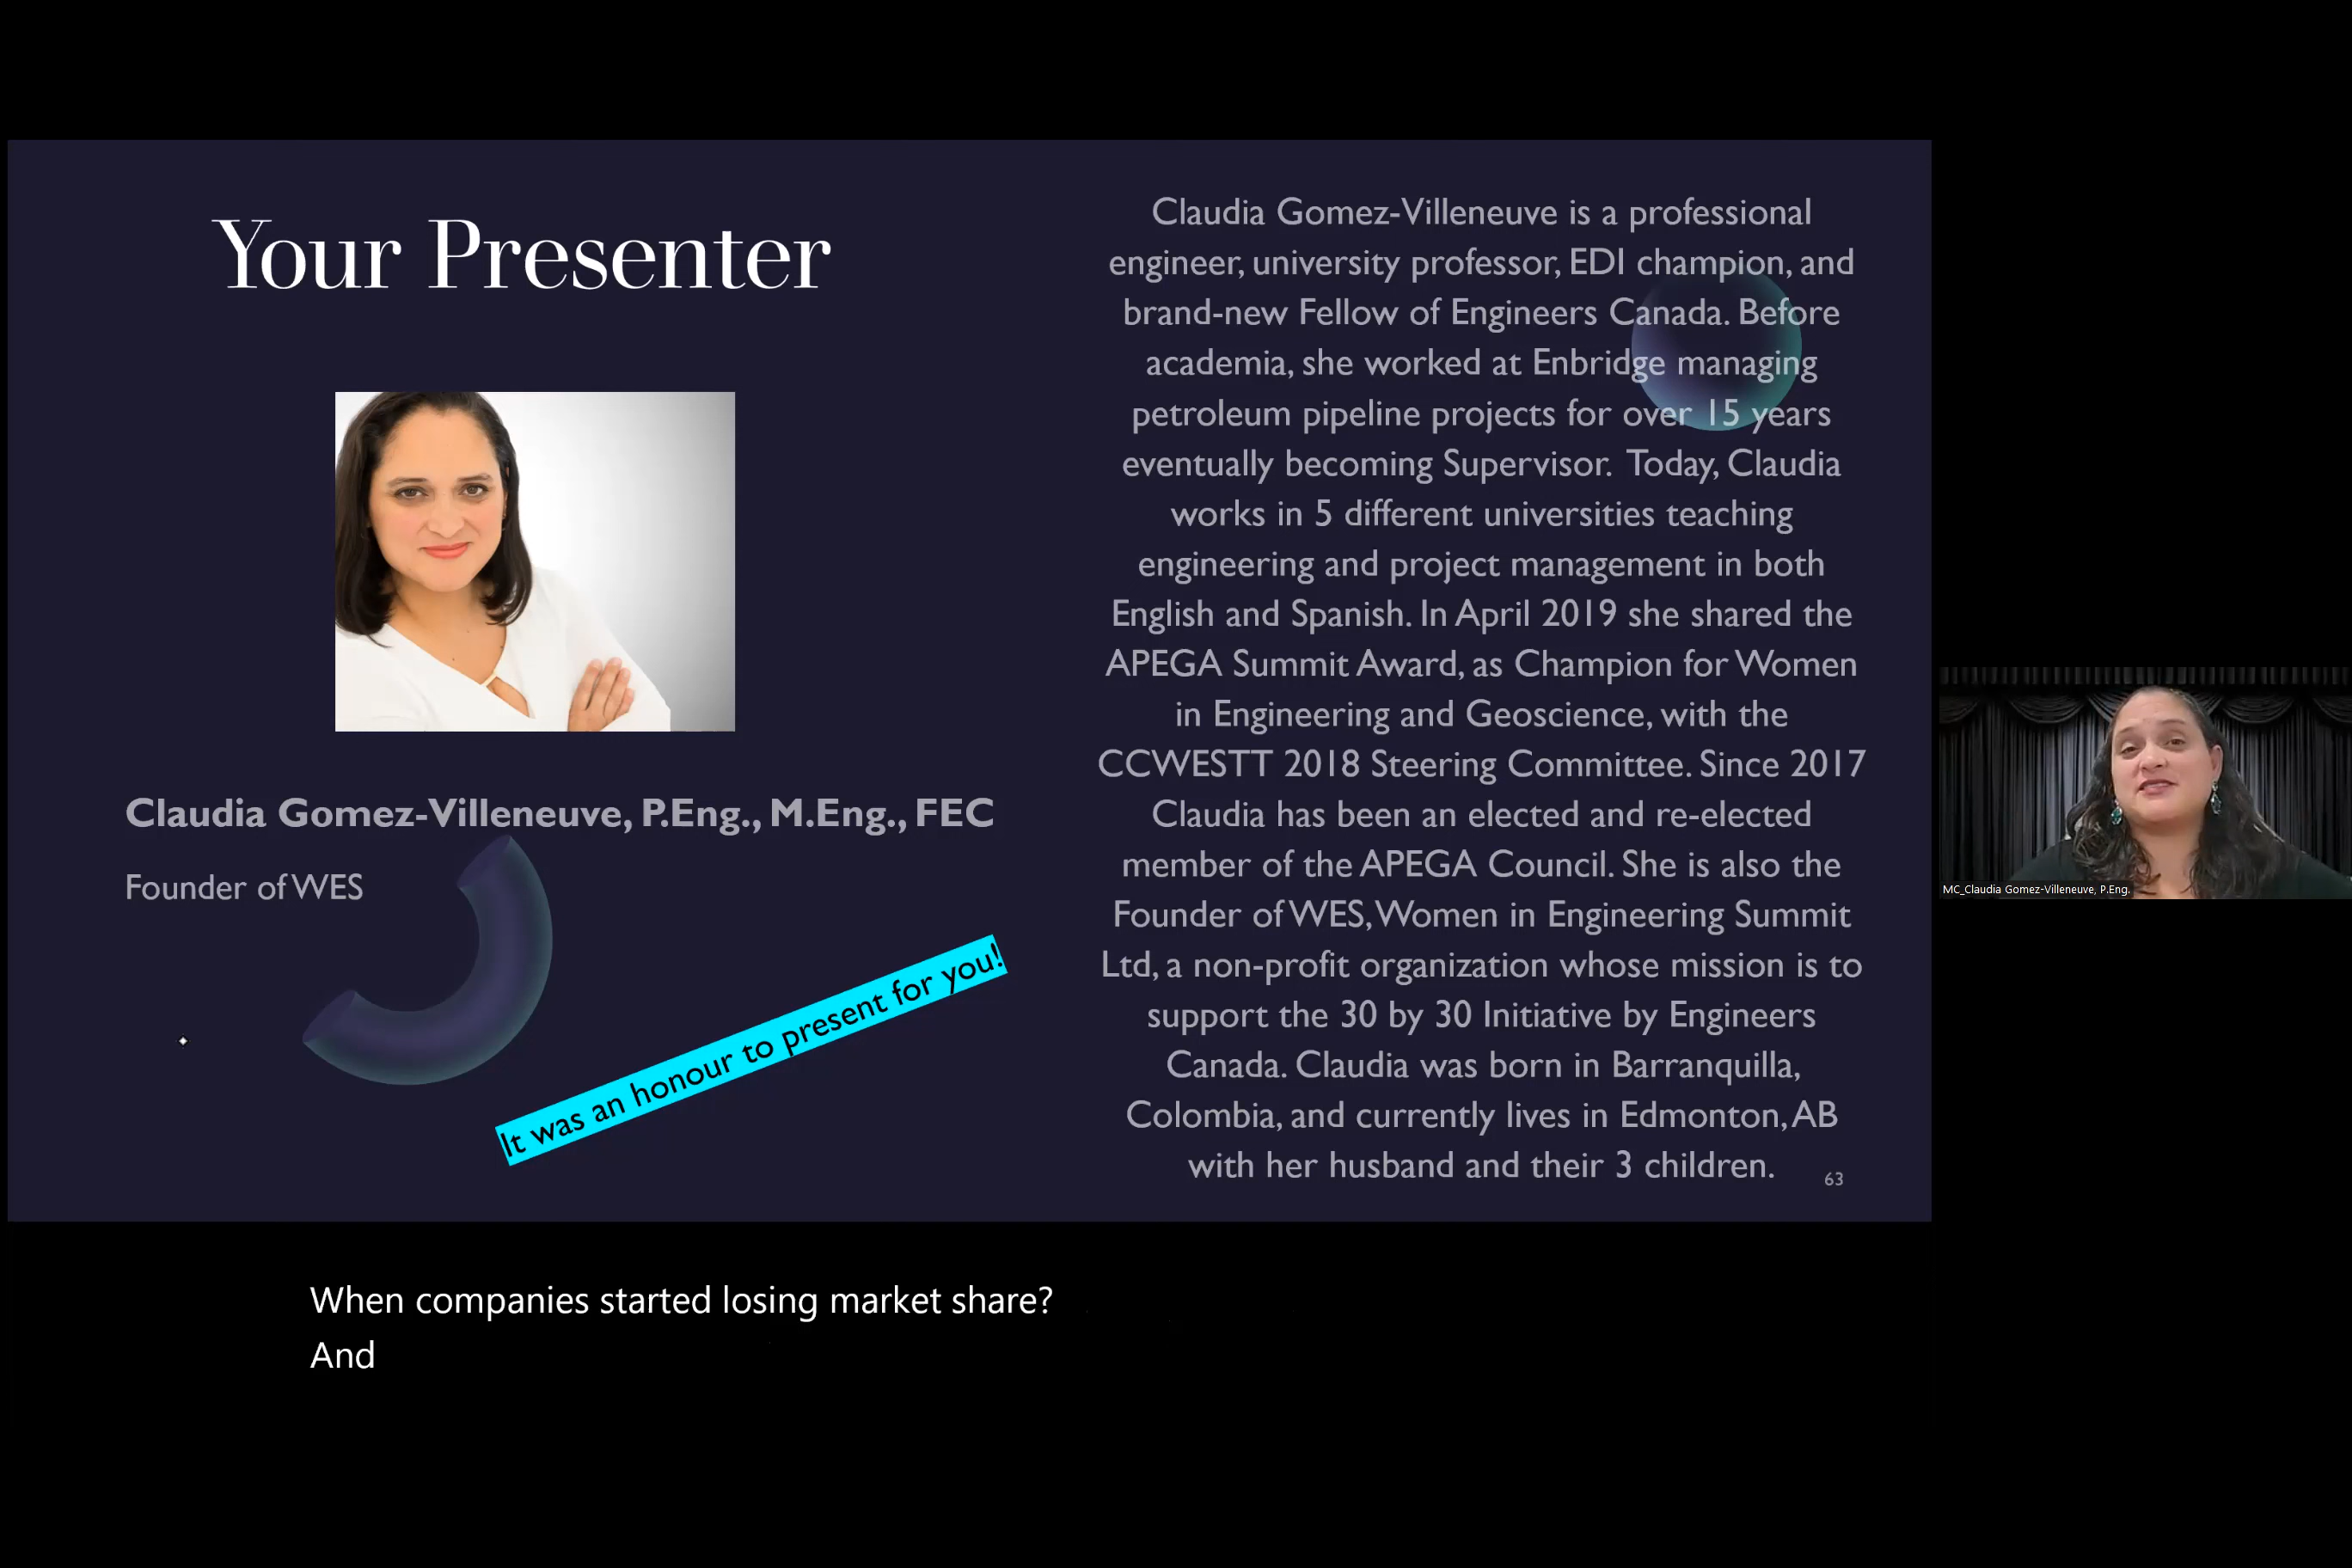 Your Presenter
Claudia Gomez-Villeneuve, P.Eng., M.Eng., FEC
Founder of WES
It was an honour to present for you!
Claudia Gomez-Villeneuve is a professional
engineer, university professor, EDI champion, and
brand-new Fellow of Engineers Canada. Before
academia, she worked at Enbridge managing
petroleum pipeline projects for over 15 years
eventually becoming Supervisor. Today, Claudia
works in 5 different universities teaching
engineering and project management in both
English and Spanish. In April 2019 she shared the
APEGA Summit Award, as Champion for Women
in Engineering and Geoscience, with the
CCWESTT 2018 Steering Committee. Since 2017
Claudia has been an elected and re-elected
member of the APEGA Council. She is also the
Founder of WES, Women in Engineering Summit
Ltd, a non-profit organization whose mission is to
support the 30 by 30 Initiative by Engineers
Canada. Claudia was born in Barranquilla,
Colombia, and currently lives in Edmonton, AB
with her husband and their 3 children.
63
MC_Claudia Gomez-Villeneuve, P.Eng.
When companies started losing market share?
And